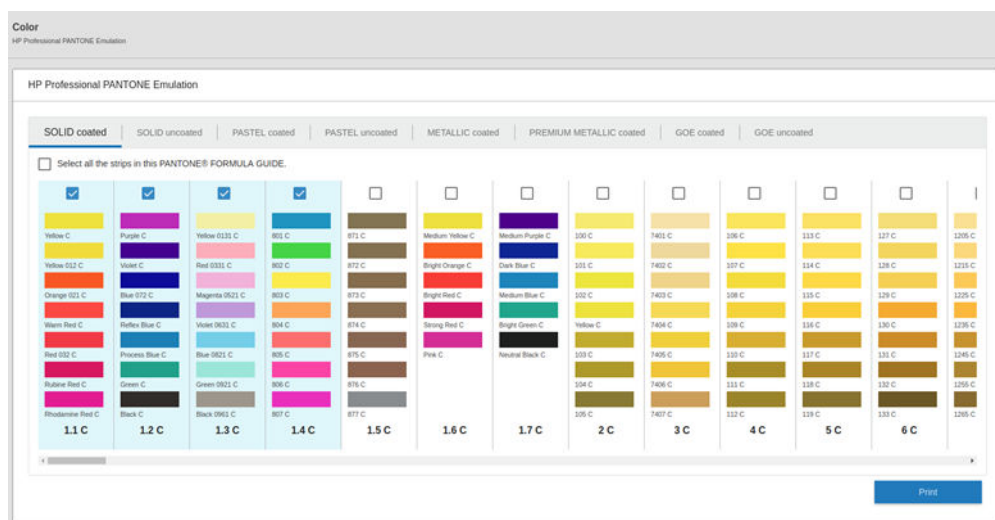 Color
HP Professional PANTONE Emulation
HP Professional PANTONE Emulation
SOLID coated SOLID uncoated PASTEL coated PASTEL uncoated METALLIC coated PREMIUM METALLIC coated GOE coated GOE uncoated
Select all the strips in this PANTONE® FORMULA GUIDE.
Yellow C Purple C Yellow 0131 C 801 C 871 C Medium Yellow C Medium Purple C 100 C 7401 C 106 C 113 C 127 C 1205 C
Yellow 012 C Violet C Red 0331 C 802 C 872 C Bright Orange C Dark Blue C 101 C 7402 C 107 C 114 C 128 C 1215 C
Orange 021 C Blue 072 C Magenta 0521 C 803 C 873 C Bright Red C Medium Blue C 102 C 7403 C 108 C 115 C 129 C 1225 C
Warm Red C Reflex Blue C Violet 0631 C 804 C 874 C Strong Red C Bright Green C Yellow C 7404 C 109 C 116 C 130 C 1235 C
Red 032 C Process Blue C Blue 0821 C 805 C 875 C Pink C Neutral Black C 103 C 7405 C 110 C 117 C 131 C 1245 C
Rubine Red C Green C Green 0921 C 806 C 876 C 104 C 7406 C 111 C 118 C 132 C 1255 C
Rhodamine Red C Black C Black 0961 C 807 C 877 C 105 C 7407 C 112 C 119 C 133 C 1265 C
1.1 C 1.2 C 1.3 C 1.4 C 1.5 C 1.6 C 1.7 C 2 C 3 C 4 C 5 C 6 C
Print